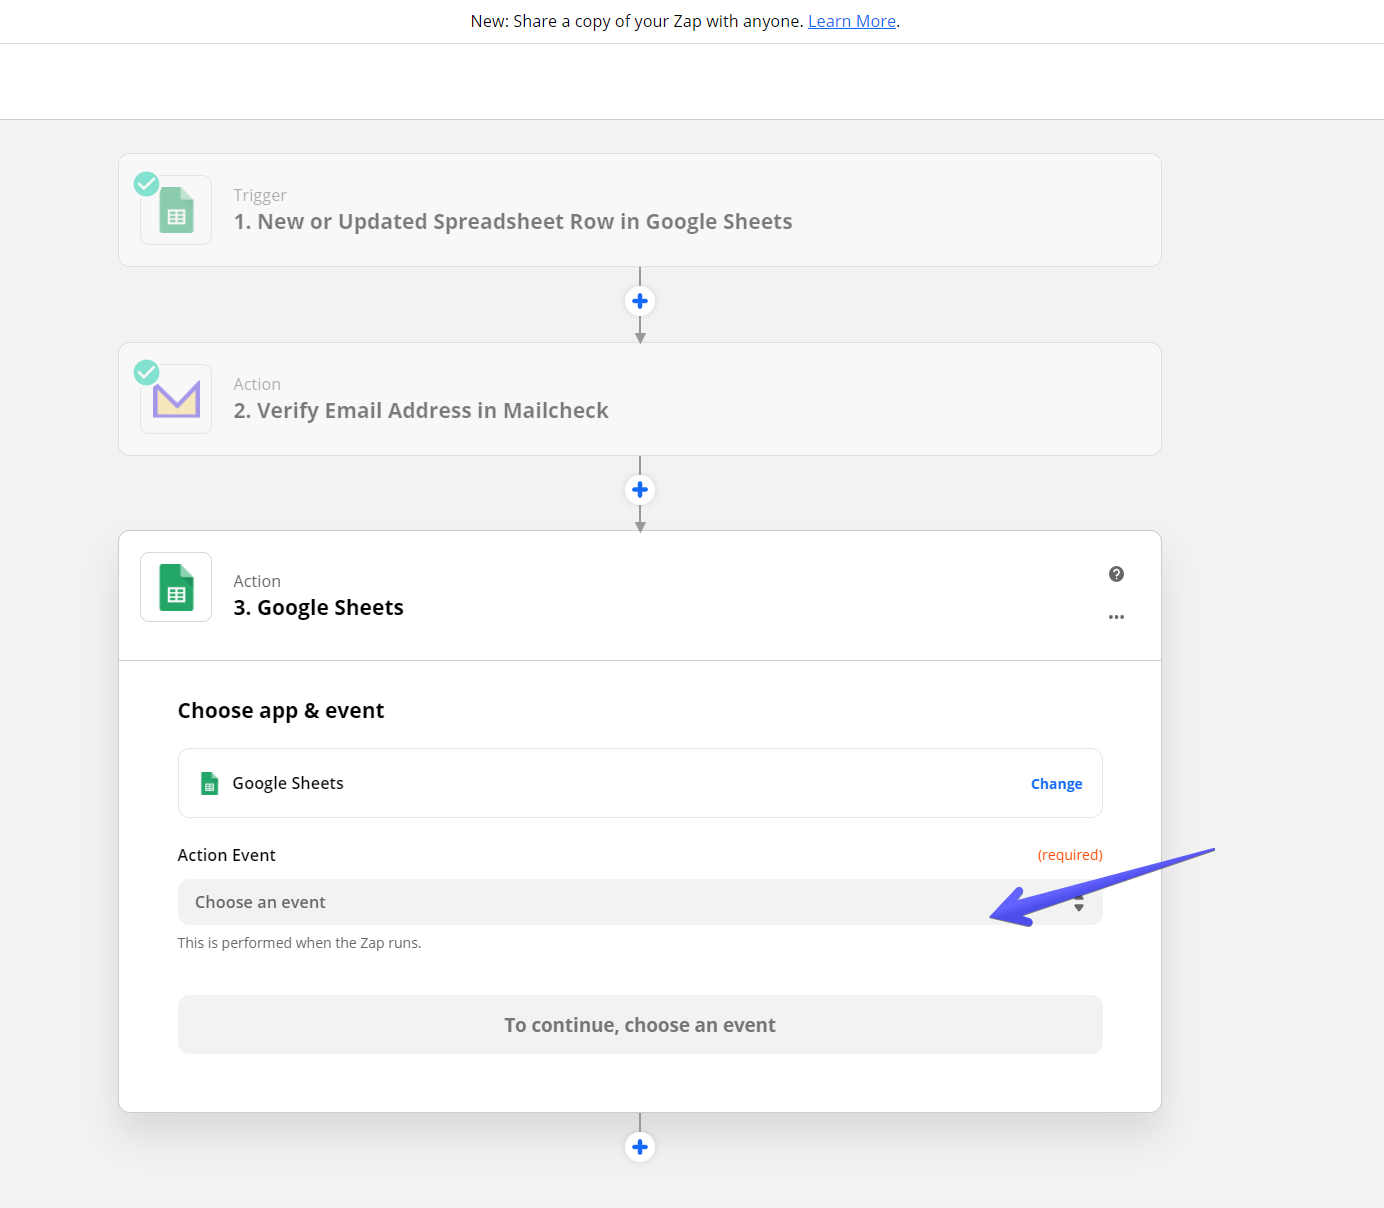 New: Share a copy of your Zap with anyone. Learn More.
Trigger
1. New or Updated Spreadsheet Row in Google Sheets
Action
2. Verify Email Address in Mailcheck
Action
3. Google Sheets
Choose app & event
Google Sheets
Change
Action Event
(required)
Choose an event
This is performed when the Zap runs.
To continue, choose an event